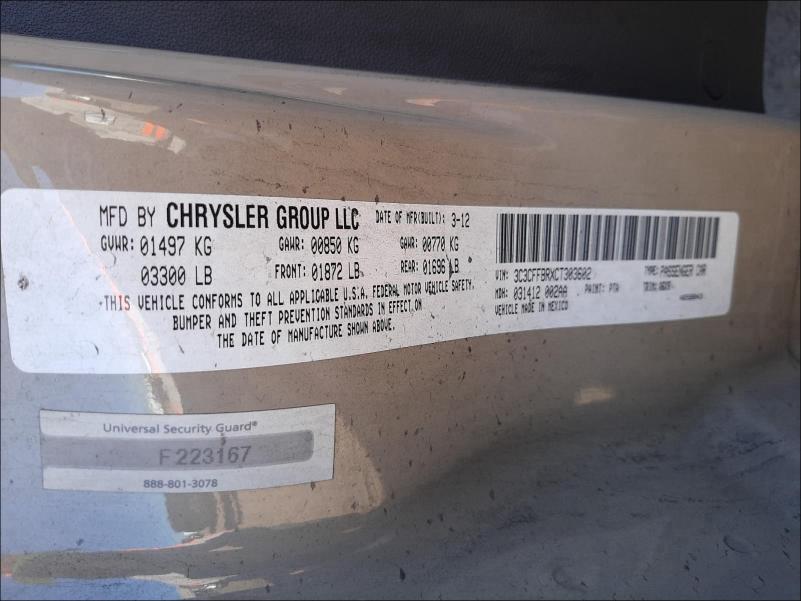 MFD BY CHRYSLER GROUP LLC DATE OF MFR(BUILT): 3-12
GVWR: 01497 KG GAWR: 00850 KG GAWR: 00770 KG
03300 LB FRONT: 01872 LB REAR: 01696 LB
THIS VEHICLE CONFORMS TO ALL APPLICABLE U.S.A. FEDERAL MOTOR VEHICLE SAFETY,
BUMPER AND THEFT PREVENTION STANDARDS IN EFFECT ON
THE DATE OF MANUFACTURE SHOWN ABOVE.
VIN: 3C3CFFBRXCT303602 TYPE: PASSENGER CAR
MDH: 031412 002AA PAINT: PTA TRIM:
VEHICLE MADE IN MEXICO
Universal Security Guard®
F 223167
888-801-3078